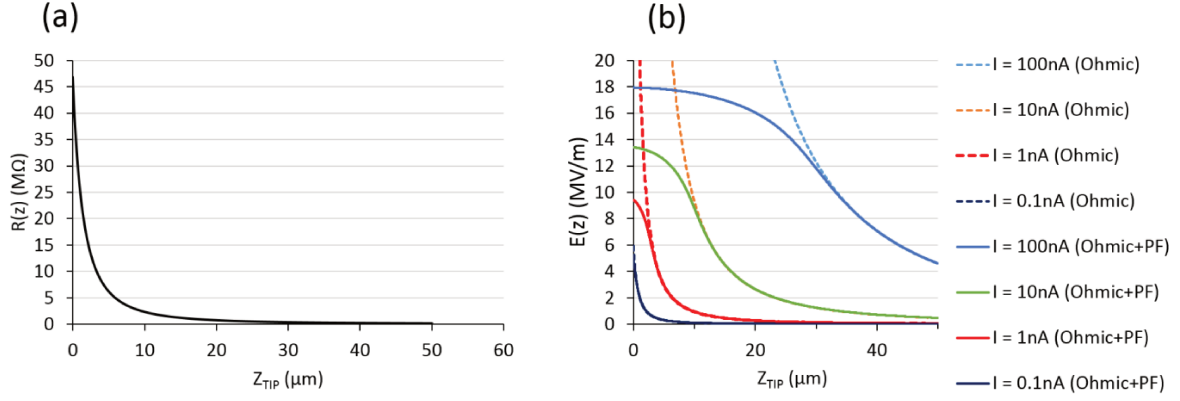 (a)
R(z) (MΩ)
50
45
40
35
30
25
20
15
10
5
0
0 10 20 30 40 50 60
Z_TIP (μm)
(b)
E(z) (MV/m)
20
18
16
14
12
10
8
6
4
2
0
0 20 40
Z_TIP (μm)
I = 100nA (Ohmic)
I = 10nA (Ohmic)
I = 1nA (Ohmic)
I = 0.1nA (Ohmic)
I = 100nA (Ohmic+PF)
I = 10nA (Ohmic+PF)
I = 1nA (Ohmic+PF)
I = 0.1nA (Ohmic+PF)